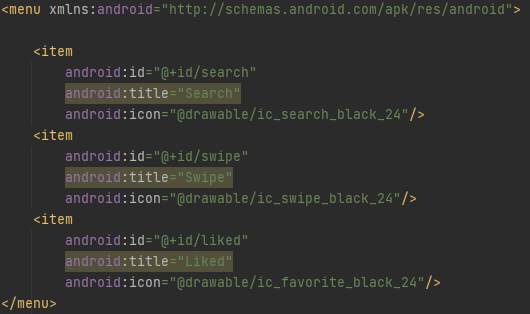 <menu xmlns:android="http://schemas.android.com/apk/res/android">
<item
android:id="@+id/search"
android:title="Search"
android:icon="@drawable/ic_search_black_24"/>
<item
android:id="@+id/swipe"
android:title="Swipe"
android:icon="@drawable/ic_swipe_black_24"/>
<item
android:id="@+id/liked"
android:title="Liked"
android:icon="@drawable/ic_favorite_black_24"/>
</menu>